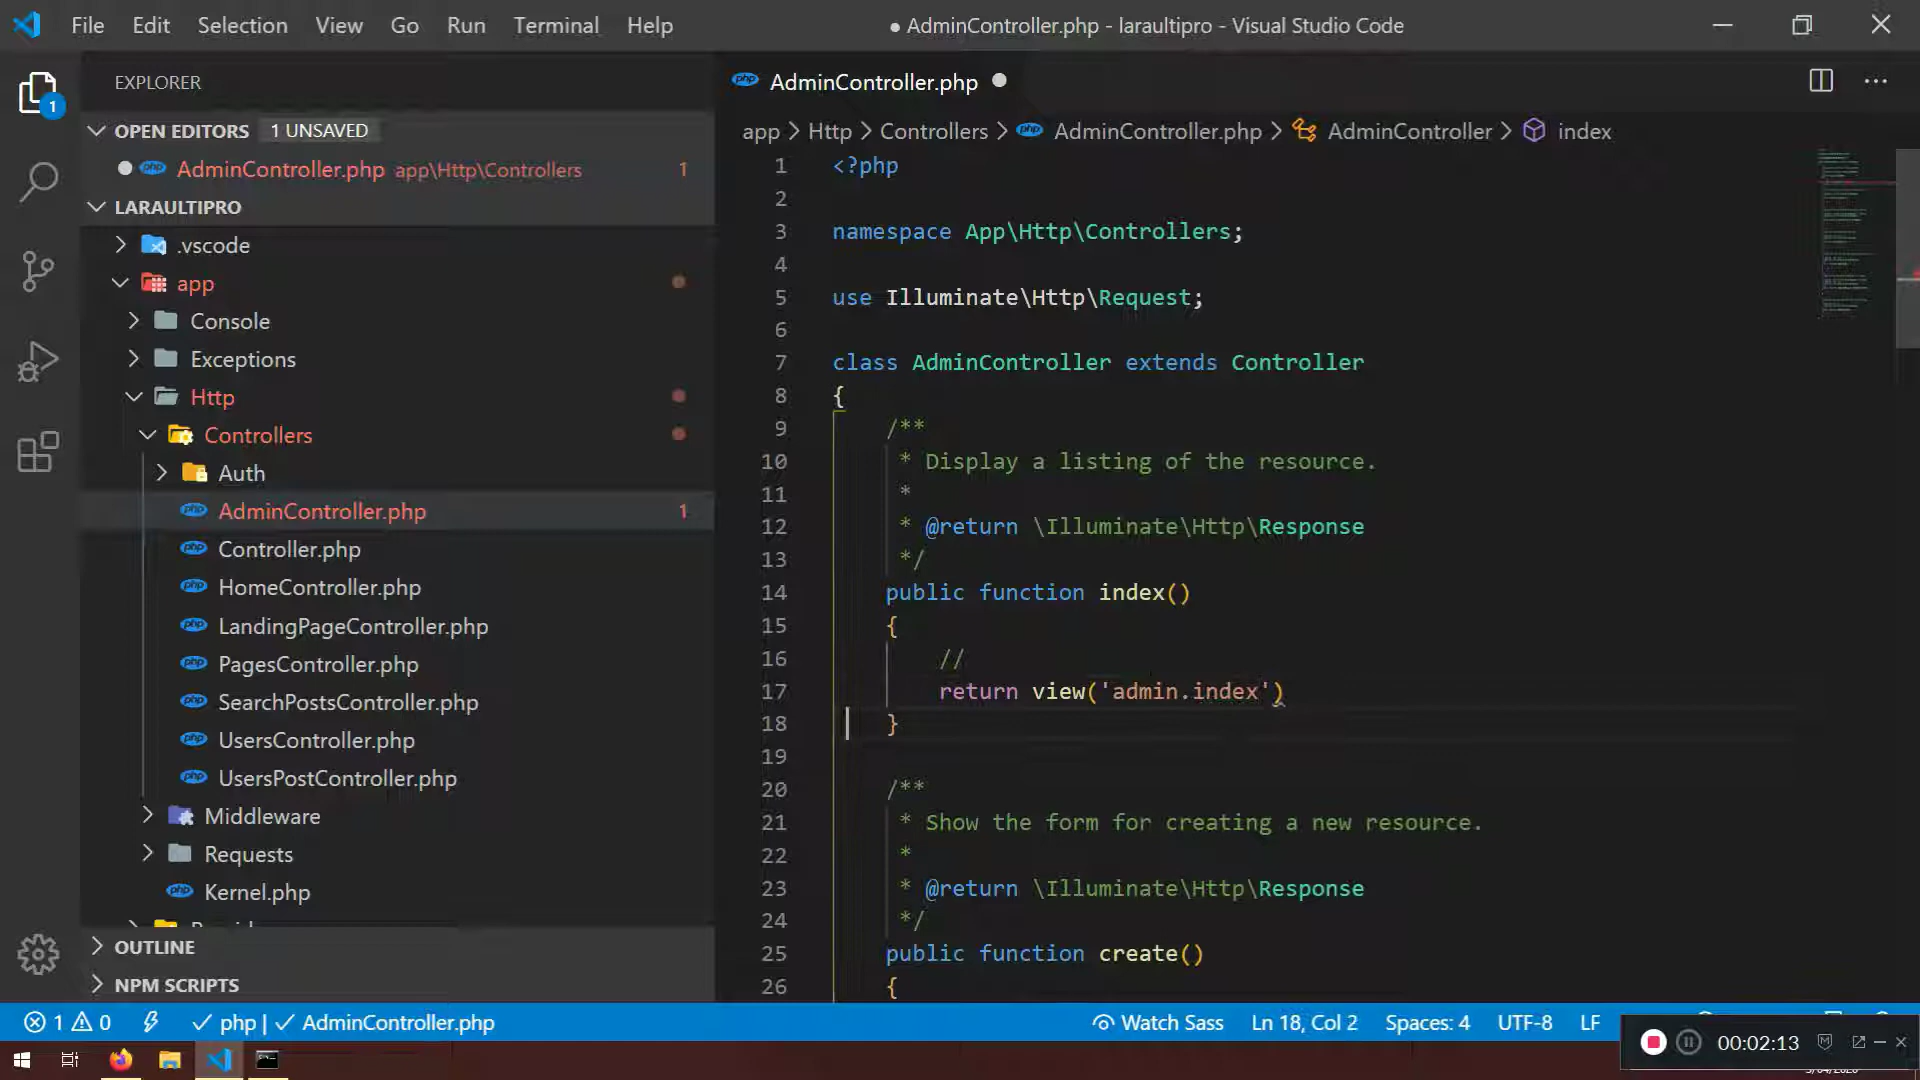 File Edit Selection View Go Run Terminal Help
● AdminController.php - laraultipro - Visual Studio Code
EXPLORER
1
OPEN EDITORS 1 UNSAVED
AdminController.php app\Http\Controllers 1
LARAULTIPRO
.vscode
app
Console
Exceptions
Http
Controllers
Auth
AdminController.php 1
Controller.php
HomeController.php
LandingPageController.php
PagesController.php
SearchPostsController.php
UsersController.php
UsersPostController.php
Middleware
Requests
Kernel.php
OUTLINE
NPM SCRIPTS
php AdminController.php
app > Http > Controllers > php AdminController.php > AdminController > index
1 <?php
2
3 namespace App\Http\Controllers;
4
5 use Illuminate\Http\Request;
6
7 class AdminController extends Controller
8 {
9 /**
10 * Display a listing of the resource.
11 *
12 * @return \Illuminate\Http\Response
13 */
14 public function index()
15 {
16 //
17 return view('admin.index')
18 }
19
20 /**
21 * Show the form for creating a new resource.
22 *
23 * @return \Illuminate\Http\Response
24 */
25 public function create()
26 {
1 0 php | AdminController.php
Watch Sass Ln 18, Col 2 Spaces: 4 UTF-8 LF
00:02:13